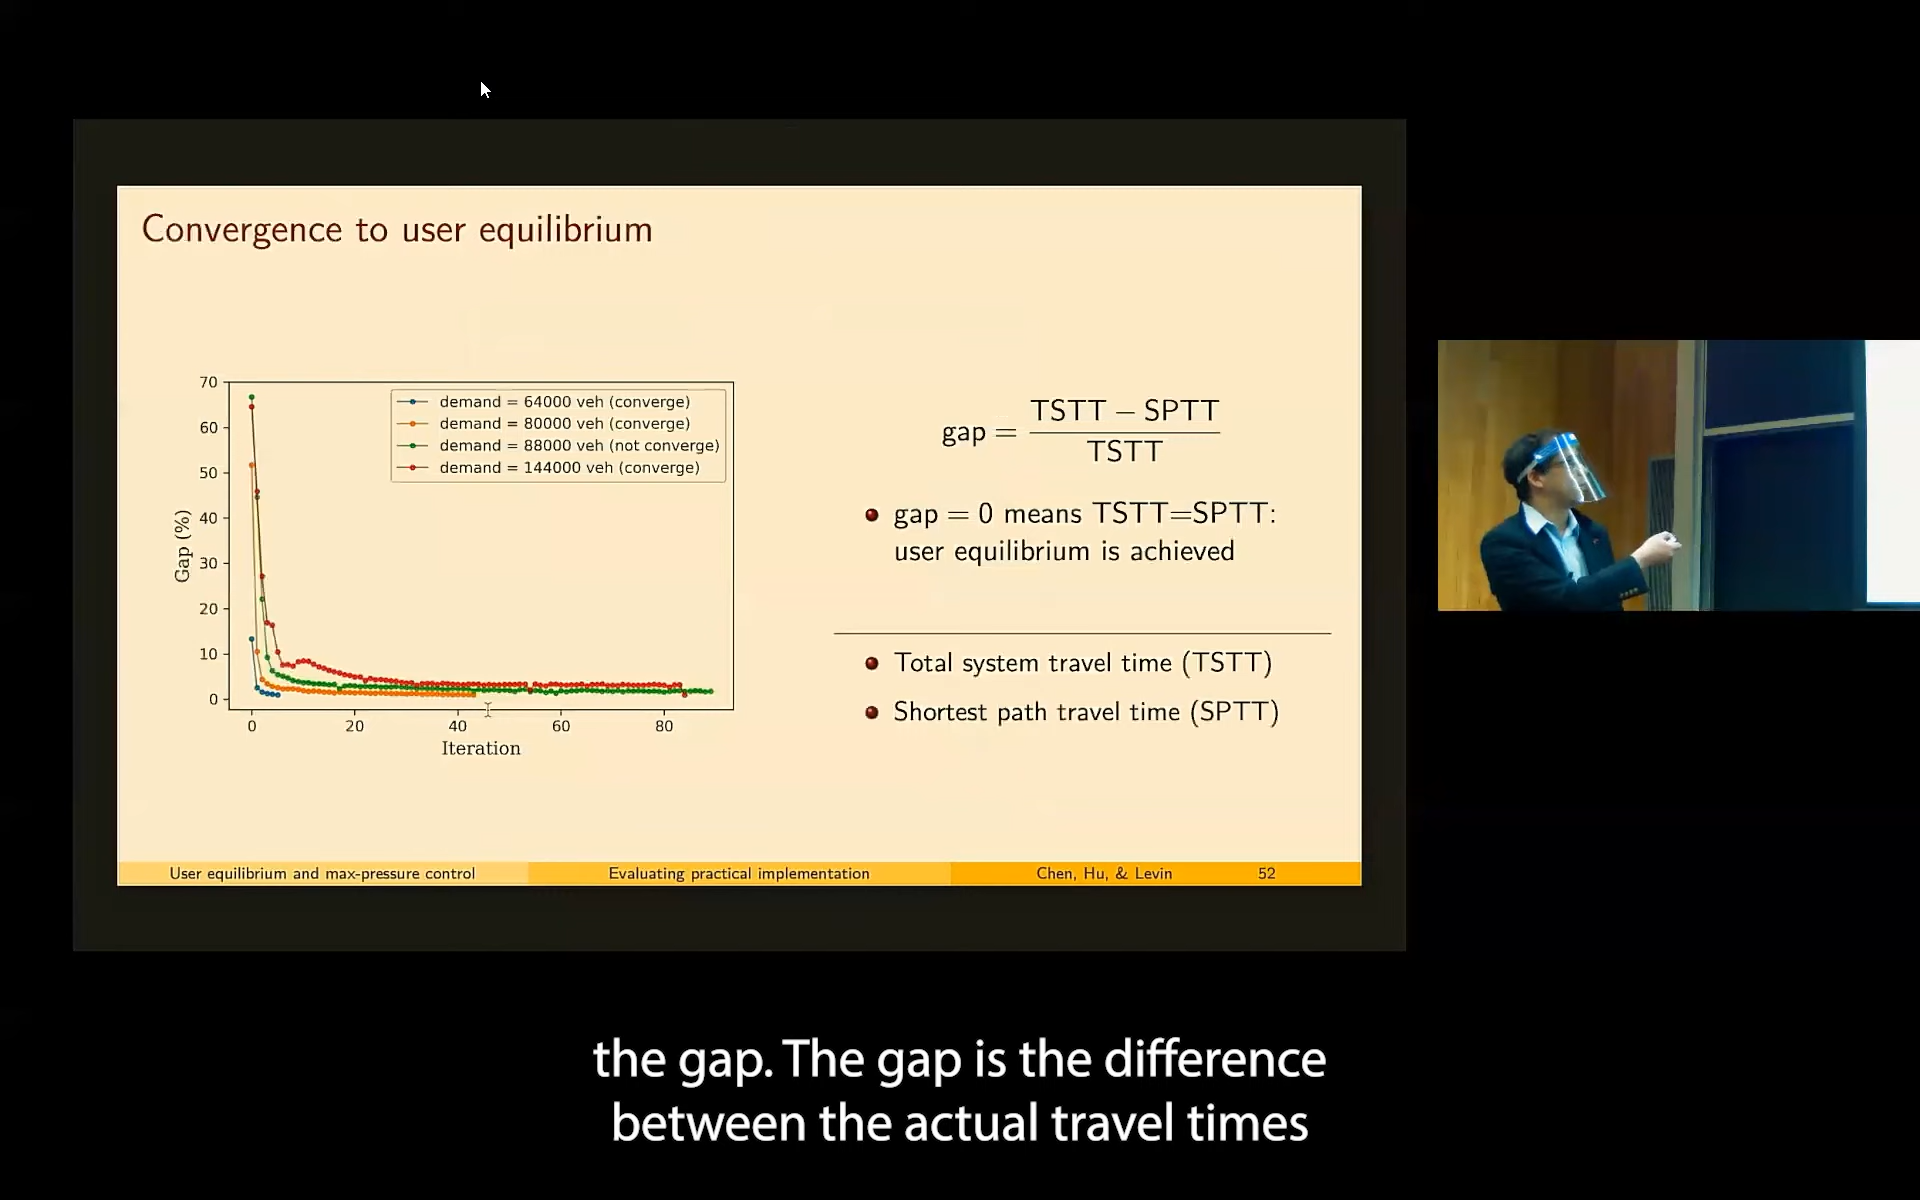 Convergence to user equilibrium
70
60
50
40
30
20
10
0
Gap (%)
demand = 64000 veh (converge)
demand = 80000 veh (converge)
demand = 88000 veh (not converge)
demand = 144000 veh (converge)
0 20 40 60 80
Iteration
gap = TSTT – SPTT
TSTT
gap = 0 means TSTT=SPTT:
user equilibrium is achieved
Total system travel time (TSTT)
Shortest path travel time (SPTT)
User equilibrium and max-pressure control Evaluating practical implementation Chen, Hu, & Levin 52
the gap. The gap is the difference
between the actual travel times